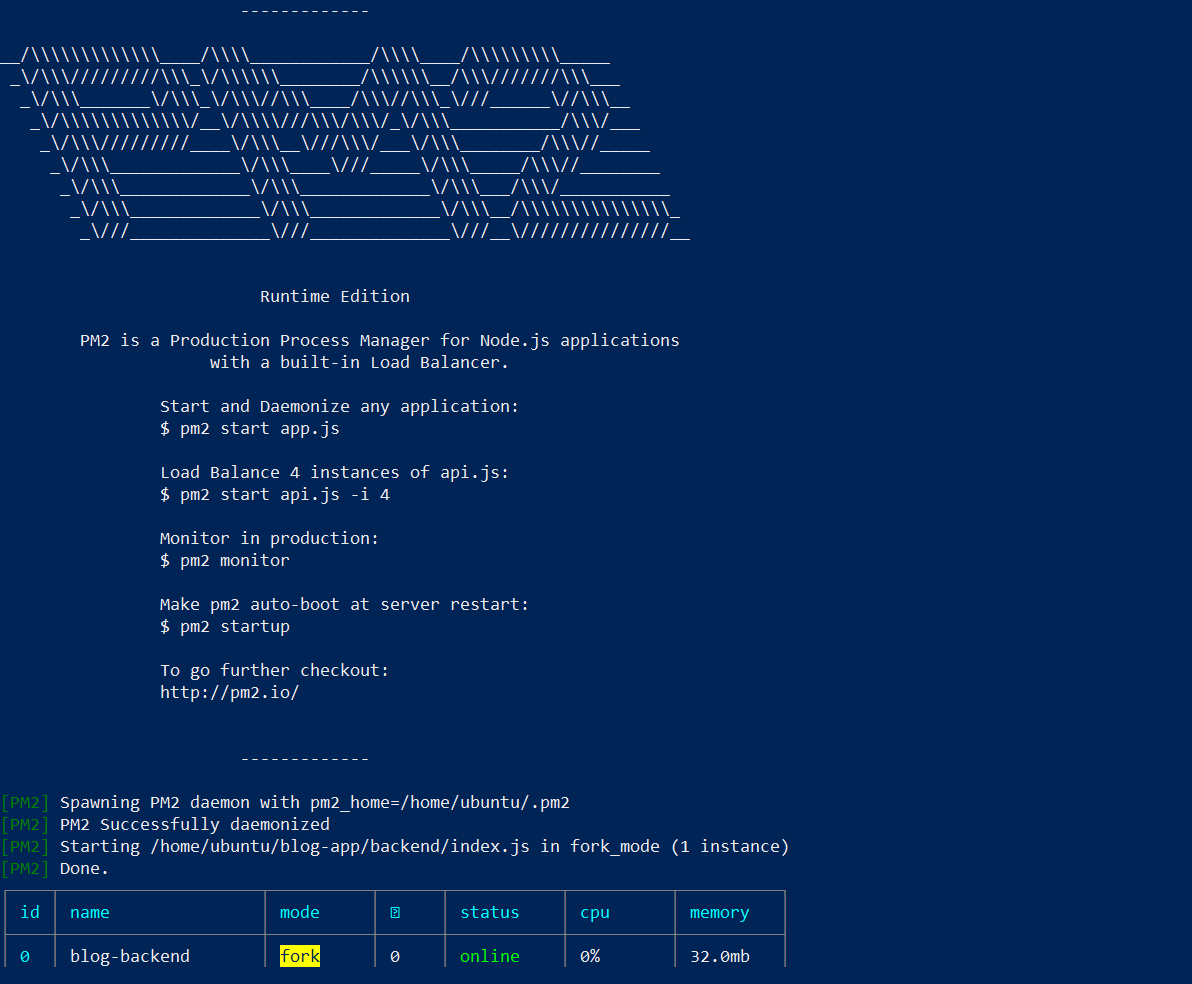 -------------
__/\\\\\\\\\\\\\____/\\\\____________/\\\\____/\\\\\\\\\_____
_\/\\\/////////\\\_\/\\\\\\________/\\\\\\__/\\\///////\\\___
_\/\\\_______\/\\\_\/\\\//\\\____/\\\//\\\_\///______\//\\\__
_\/\\\\\\\\\\\\\/__\/\\\\///\\\/\\\/_\/\\\___________/\\\/___
_\/\\\/////////____\/\\\__\///\\\/___\/\\\________/\\\//_____
_\/\\\_____________\/\\\____\///_____\/\\\_____/\\\//________
_\/\\\_____________\/\\\_____________\/\\\___/\\\/___________
_\/\\\_____________\/\\\_____________\/\\\__/\\\\\\\\\\\\\\\_
_\///______________\///______________\///__\///////////////__
Runtime Edition
PM2 is a Production Process Manager for Node.js applications
with a built-in Load Balancer.
Start and Daemonize any application:
$ pm2 start app.js
Load Balance 4 instances of api.js:
$ pm2 start api.js -i 4
Monitor in production:
$ pm2 monitor
Make pm2 auto-boot at server restart:
$ pm2 startup
To go further checkout:
http://pm2.io/
-------------
[PM2] Spawning PM2 daemon with pm2_home=/home/ubuntu/.pm2
[PM2] PM2 Successfully daemonized
[PM2] Starting /home/ubuntu/blog-app/backend/index.js in fork_mode (1 instance)
[PM2] Done.
id name mode status cpu memory
0 blog-backend fork 0 online 0% 32.0mb